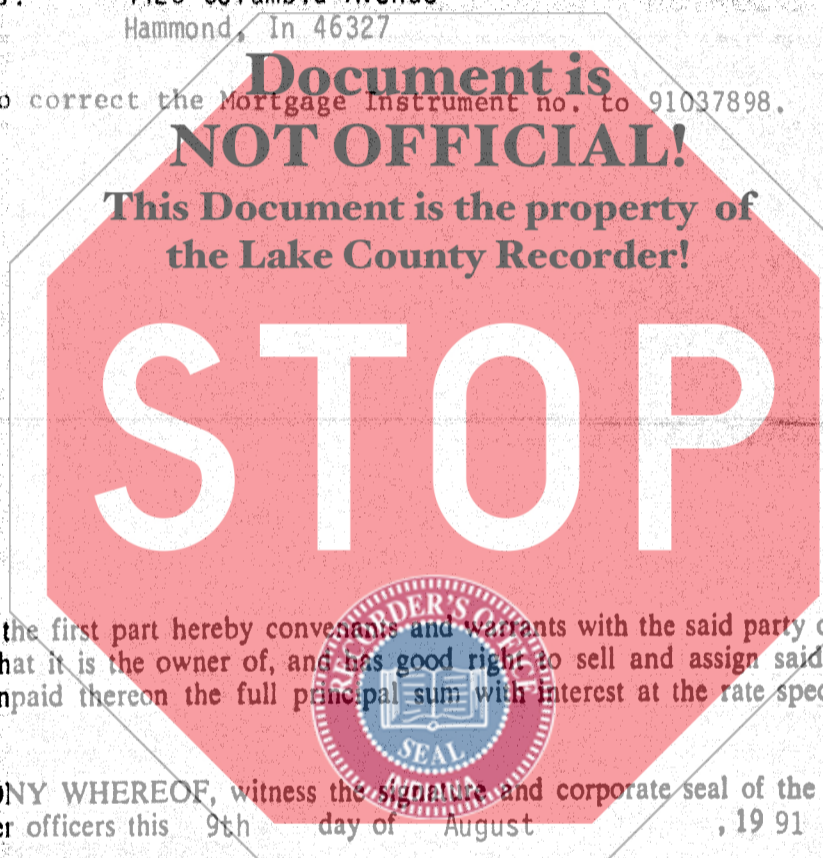 Hammond, In 46327
Document is
correct the Mortgage Instrument no. to 91037898.
NOT OFFICIAL!
This Document is the property of
the Lake County Recorder!
STOP
the first part hereby convenants and warrants with the said party
hat it is the owner of, and has good right to sell and assign said
npaid thereon the full principal sum with interest at the rate spec
RECORDER'S OFFICE
SEAL
INDIANA
NY WHEREOF, witness the signature and corporate seal of the
er officers this 9th day of August , 19 91